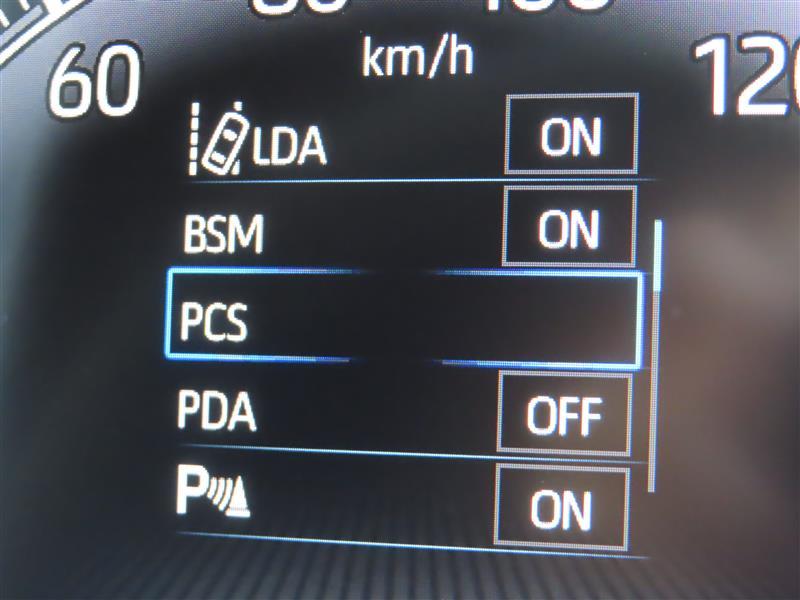 60 km/h 120
LDA ON
BSM ON
PCS
PDA OFF
P ON